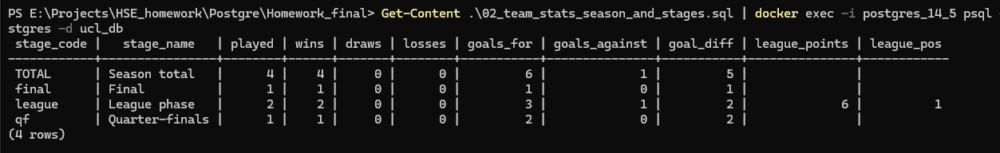 PS E:\Projects\HSE_homework\Postgre\Homework_final> Get-Content .\02_team_stats_season_and_stages.sql | docker exec -i postgres_14_5 psql
stgres -d ucl_db
 stage_code |   stage_name   | played | wins | draws | losses | goals_for | goals_against | goal_diff | league_points | league_pos
------------+----------------+--------+------+-------+--------+-----------+---------------+-----------+---------------+------------
 TOTAL      | Season total   |      4 |    4 |     0 |      0 |         6 |             1 |         5 |               |
 final      | Final          |      1 |    1 |     0 |      0 |         1 |             0 |         1 |               |
 league     | League phase   |      2 |    2 |     0 |      0 |         3 |             1 |         2 |             6 |          1
 qf         | Quarter-finals |      1 |    1 |     0 |      0 |         2 |             0 |         2 |               |
(4 rows)